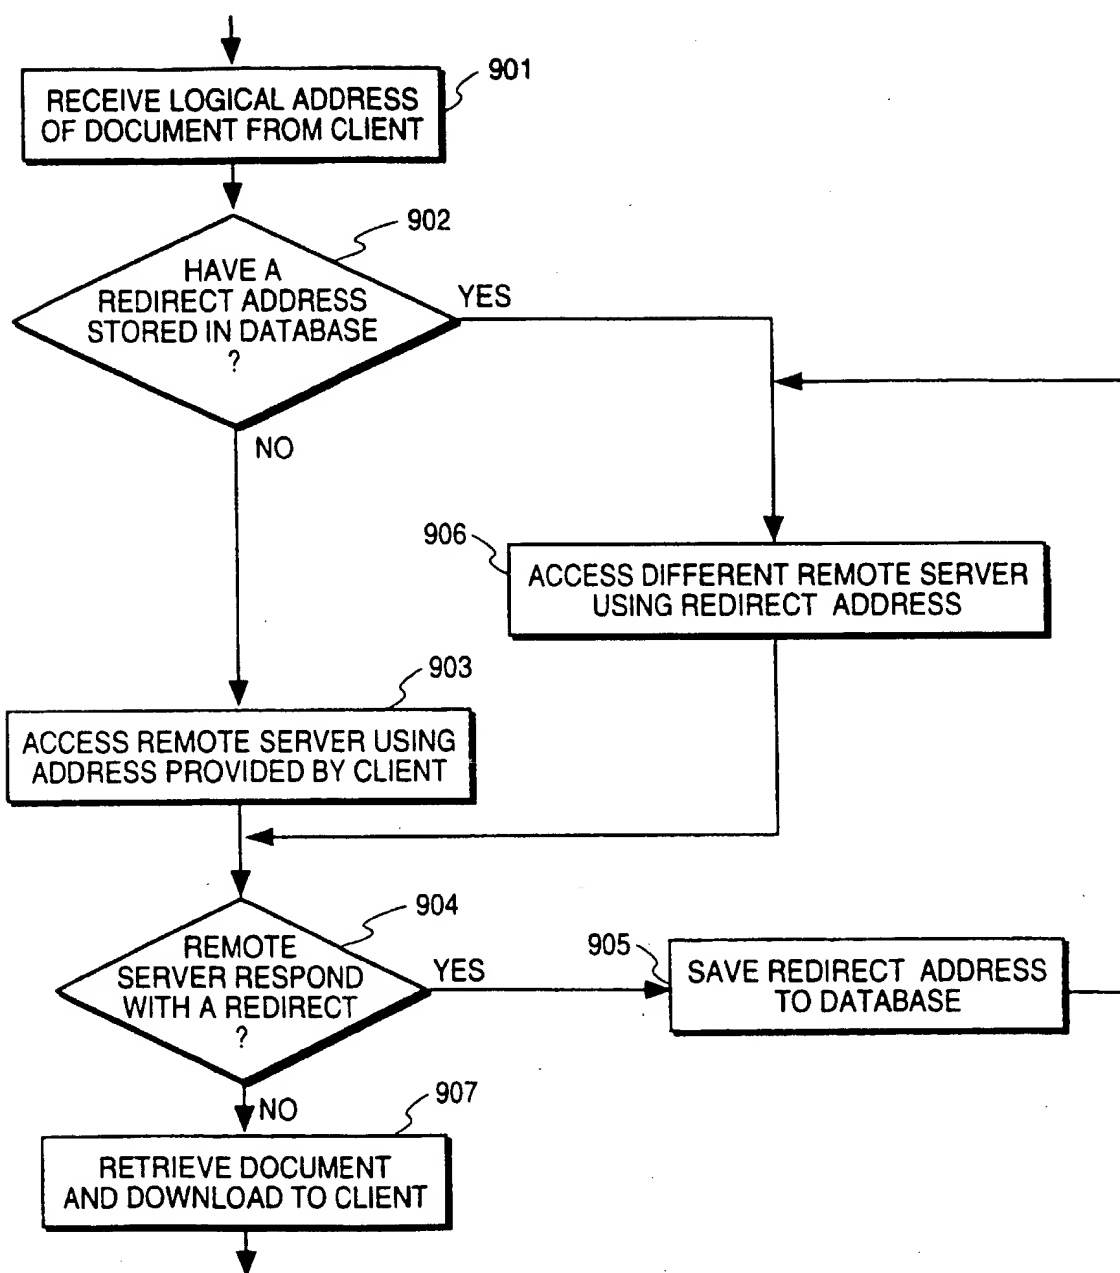 901
RECEIVE LOGICAL ADDRESS
OF DOCUMENT FROM CLIENT
902
HAVE A
REDIRECT ADDRESS
STORED IN DATABASE
?
YES
NO
906
ACCESS DIFFERENT REMOTE SERVER
USING REDIRECT ADDRESS
903
ACCESS REMOTE SERVER USING
ADDRESS PROVIDED BY CLIENT
904
REMOTE
SERVER RESPOND
WITH A REDIRECT
?
YES
905
SAVE REDIRECT ADDRESS
TO DATABASE
NO
907
RETRIEVE DOCUMENT
AND DOWNLOAD TO CLIENT